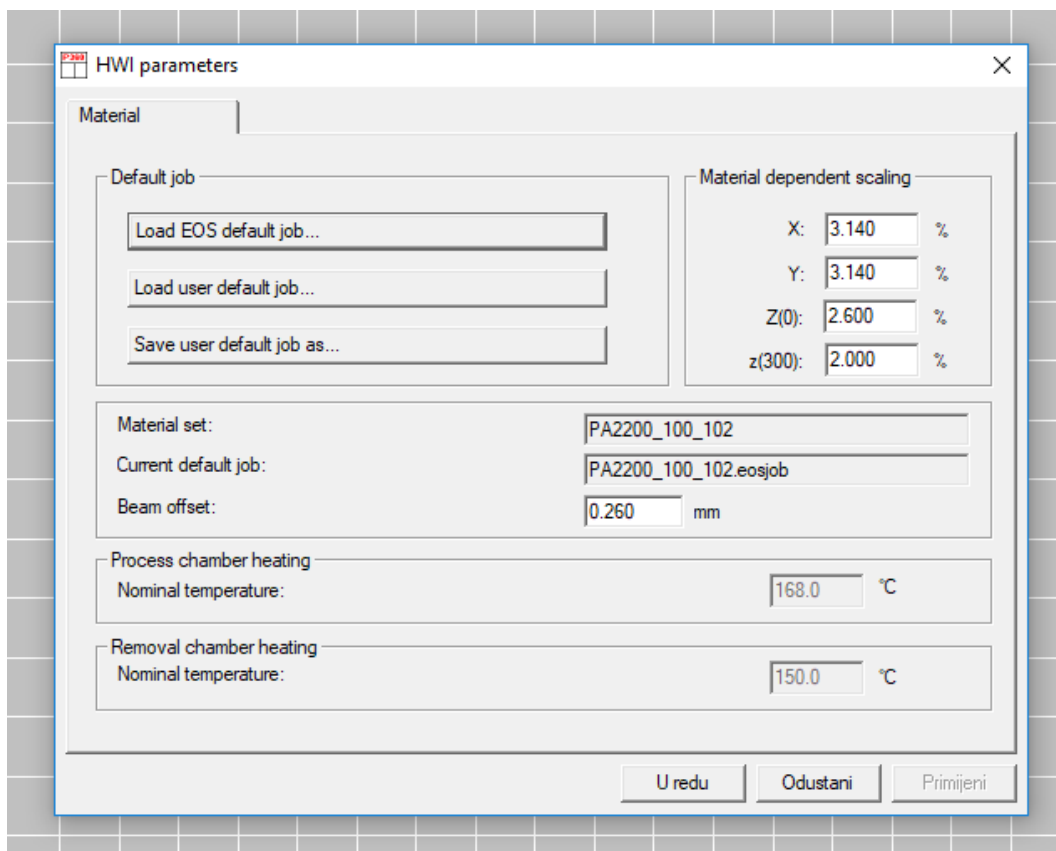 P380
HWI parameters
Material
Default job
Load EOS default job...
Load user default job...
Save user default job as...
Material dependent scaling
X: 3.140 %
Y: 3.140 %
Z(0): 2.600 %
z(300): 2.000 %
Material set: PA2200_100_102
Current default job: PA2200_100_102.eosjob
Beam offset: 0.260 mm
Process chamber heating
Nominal temperature: 168.0 °C
Removal chamber heating
Nominal temperature: 150.0 °C
U redu Odustani Primijeni